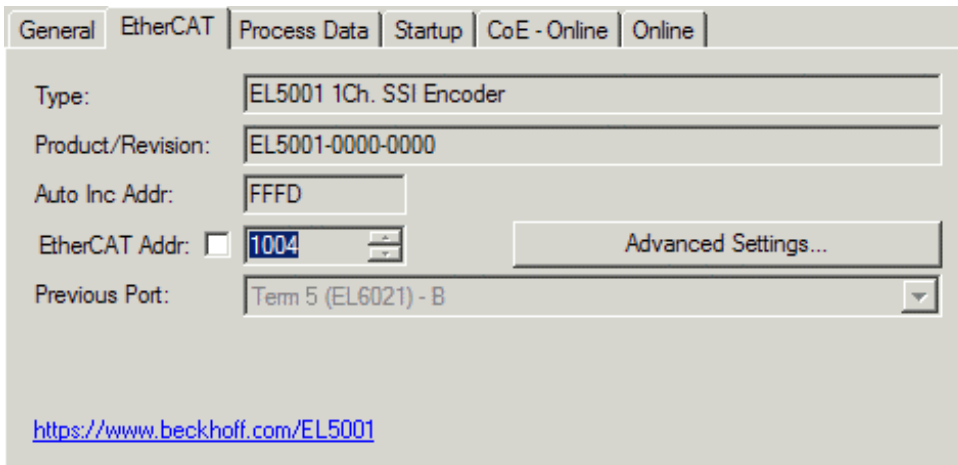 General EtherCAT Process Data Startup CoE - Online Online
Type: EL5001 1Ch. SSI Encoder
Product/Revision: EL5001-0000-0000
Auto Inc Addr: FFFD
EtherCAT Addr: 1004 Advanced Settings...
Previous Port: Term 5 (EL6021) - B
https://www.beckhoff.com/EL5001